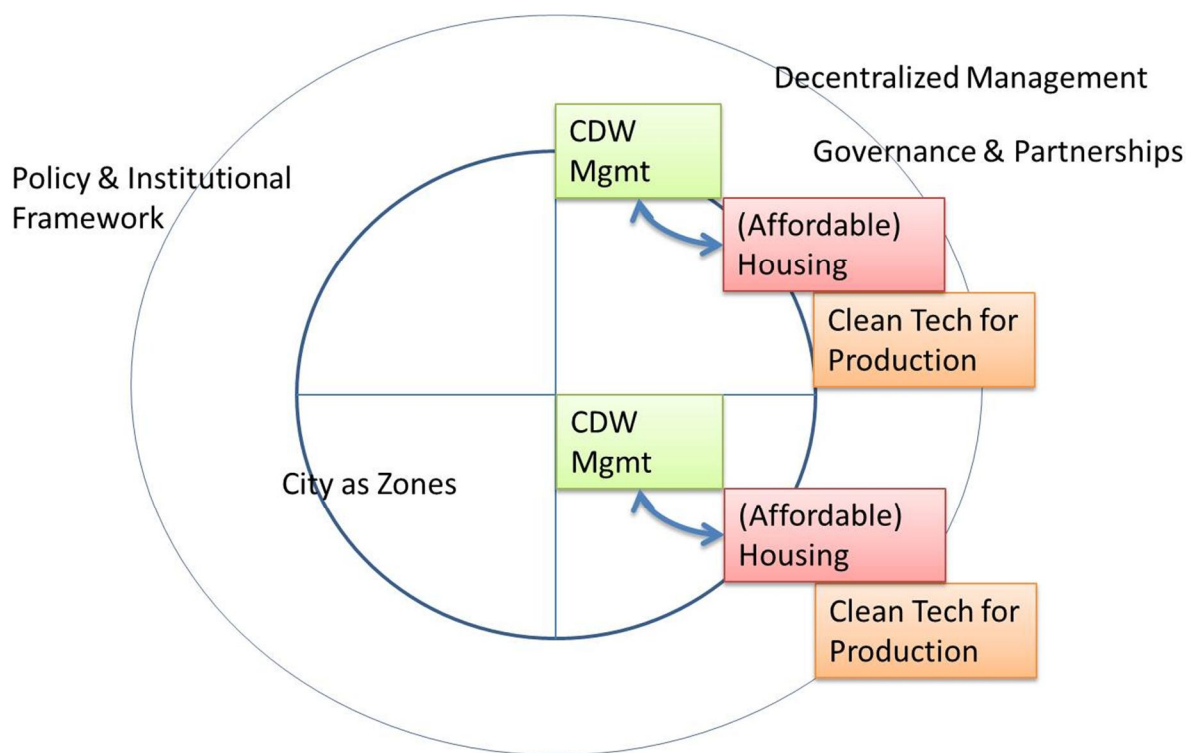 Decentralized Management
Policy & Institutional
Framework
CDW
Mgmt
Governance & Partnerships
(Affordable)
Housing
Clean Tech for
Production
City as Zones
CDW
Mgmt
(Affordable)
Housing
Clean Tech for
Production